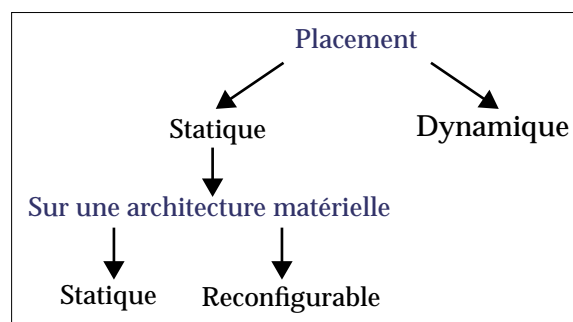 Placement
Statique
Dynamique
Sur une architecture matérielle
Statique
Reconfigurable